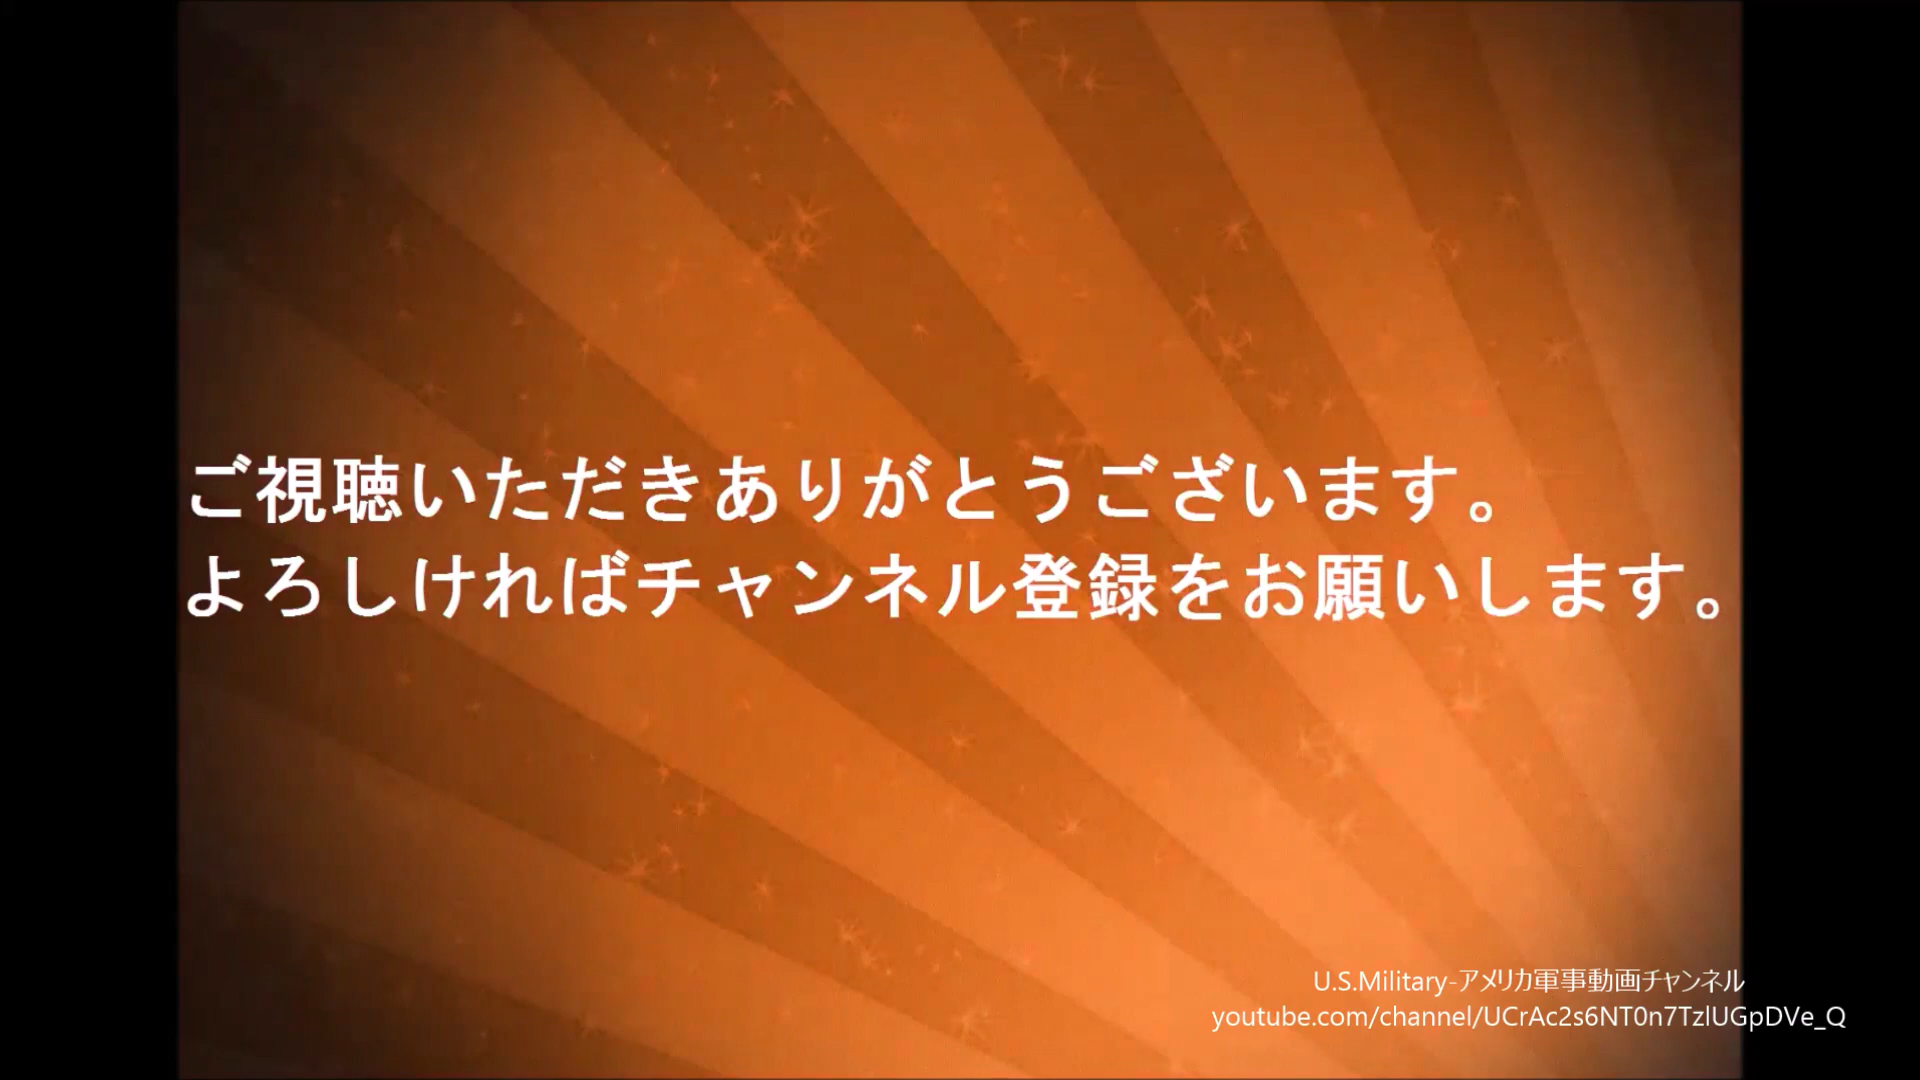 ご視聴いただきありがとうございます。
よろしければチャンネル登録をお願いします。
U.S.Military-アメリカ軍事動画チャンネル
youtube.com/channel/UCrAc2s6NT0n7TzlUGpDVe_Q